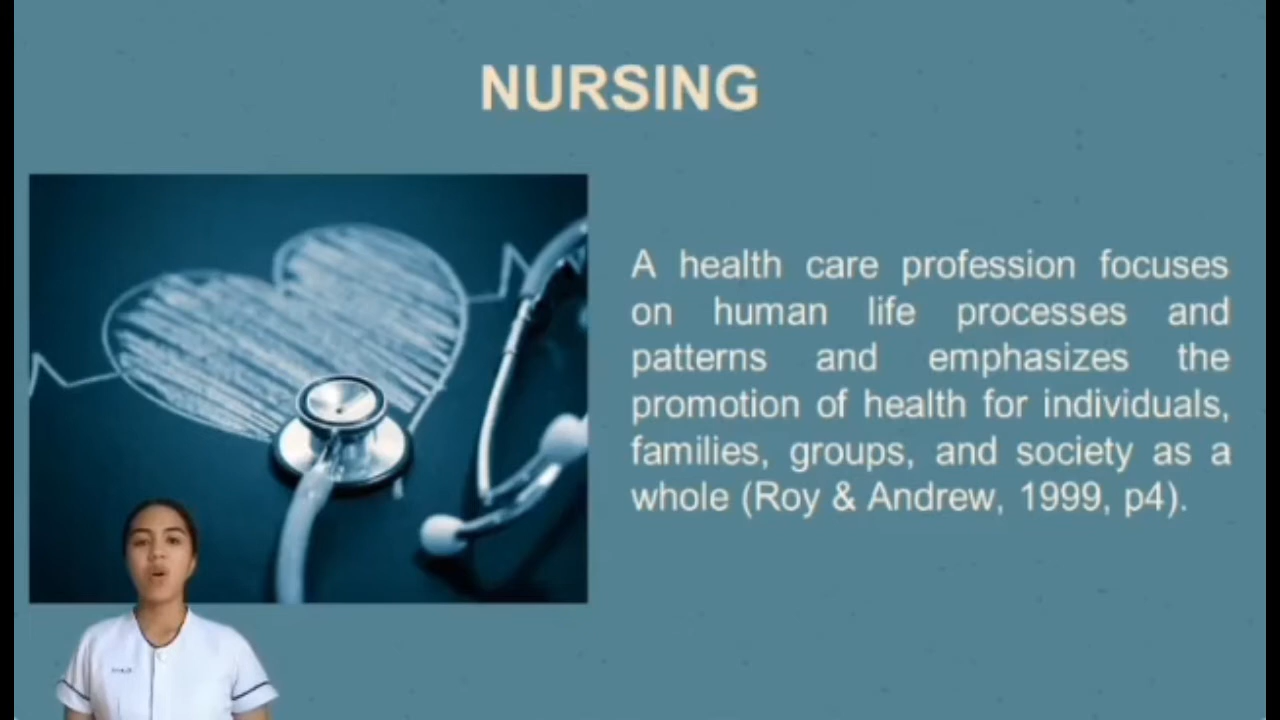 NURSING
A health care profession focuses
on human life processes and
patterns and emphasizes the
promotion of health for individuals,
families, groups, and society as a
whole (Roy & Andrew, 1999, p4).